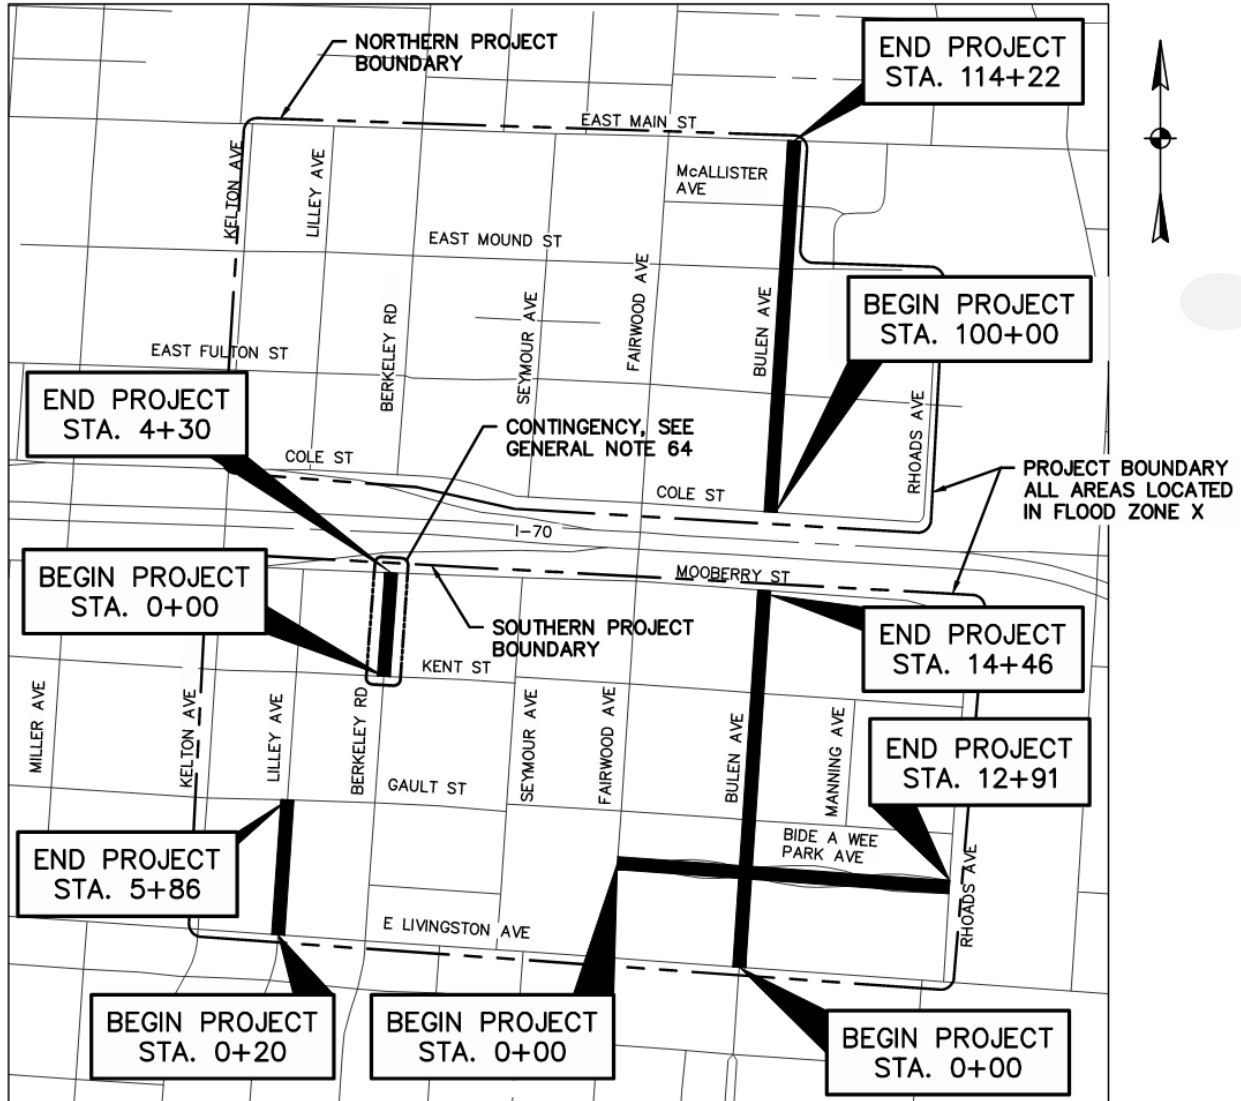 NORTHERN PROJECT
BOUNDARY
END PROJECT
STA. 114+22
EAST MAIN ST
KELTON AVE
LILLEY AVE
McALLISTER
AVE
EAST MOUND ST
BERKELEY RD
SEYMOUR AVE
FAIRWOOD AVE
BULEN AVE
BEGIN PROJECT
STA. 100+00
EAST FULTON ST
RHOADS AVE
END PROJECT
STA. 4+30
CONTINGENCY, SEE
GENERAL NOTE 64
COLE ST
COLE ST
PROJECT BOUNDARY
ALL AREAS LOCATED
IN FLOOD ZONE X
I-70
BEGIN PROJECT
STA. 0+00
MOOBERRY ST
SOUTHERN PROJECT
BOUNDARY
END PROJECT
STA. 14+46
KENT ST
MILLER AVE
KELTON AVE
LILLEY AVE
BERKELEY RD
SEYMOUR AVE
FAIRWOOD AVE
BULEN AVE
MANNING AVE
END PROJECT
STA. 12+91
GAULT ST
BIDE A WEE
PARK AVE
END PROJECT
STA. 5+86
RHOADS AVE
E LIVINGSTON AVE
BEGIN PROJECT
STA. 0+20
BEGIN PROJECT
STA. 0+00
BEGIN PROJECT
STA. 0+00